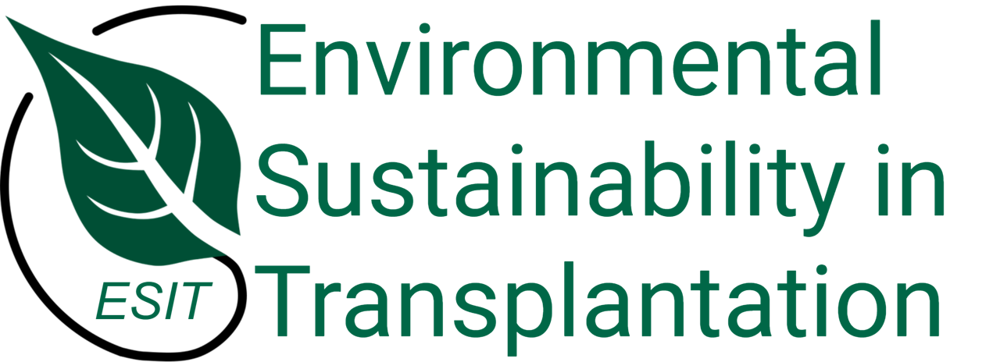 Environmental
Sustainability in
Transplantation
ESIT